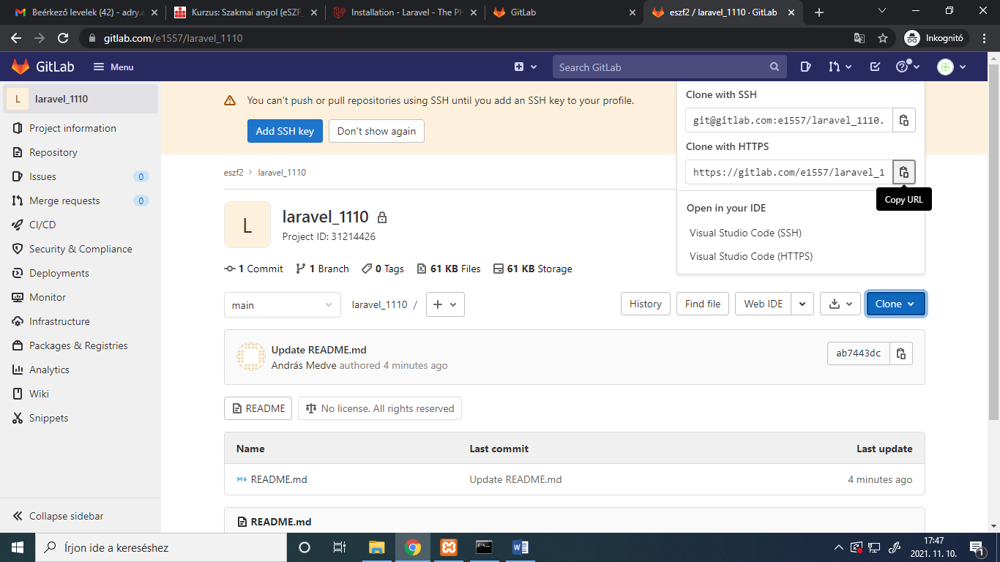 Beérkező levelek (42) - adry.a
Kurzus: Szakmai angol (eSZF_
Installation - Laravel - The PH
GitLab
eszf2 / laravel_1110 · GitLab
gitlab.com/e1557/laravel_1110
Inkognitó
GitLab
Menu
Search GitLab
L
laravel_1110
Project information
Repository
Issues
0
Merge requests
0
CI/CD
Security & Compliance
Deployments
Monitor
Infrastructure
Packages & Registries
Analytics
Wiki
Snippets
Collapse sidebar
You can't push or pull repositories using SSH until you add an SSH key to your profile.
Add SSH key
Don't show again
Clone with SSH
git@gitlab.com:e1557/laravel_1110.
Clone with HTTPS
https://gitlab.com/e1557/laravel_1
Copy URL
Open in your IDE
Visual Studio Code (SSH)
Visual Studio Code (HTTPS)
eszf2 > laravel_1110
L
laravel_1110
Project ID: 31214426
1 Commit
1 Branch
0 Tags
61 KB Files
61 KB Storage
main
laravel_1110 /
History
Find file
Web IDE
Clone
Update README.md
András Medve authored 4 minutes ago
ab7443dc
README
No license. All rights reserved
Name
Last commit
Last update
M↓ README.md
Update README.md
4 minutes ago
README.md
Írjon ide a kereséshez
17:47
2021. 11. 10.
1